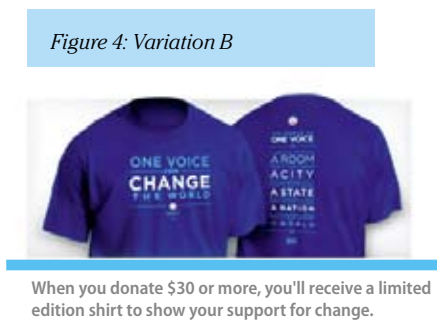 Figure 4: Variation B
ONE VOICE
CHANGE
THE WORLD
ONE VOICE
A ROOM
A CITY
A STATE
A NATION
When you donate $30 or more, you'll receive a limited
edition shirt to show your support for change.